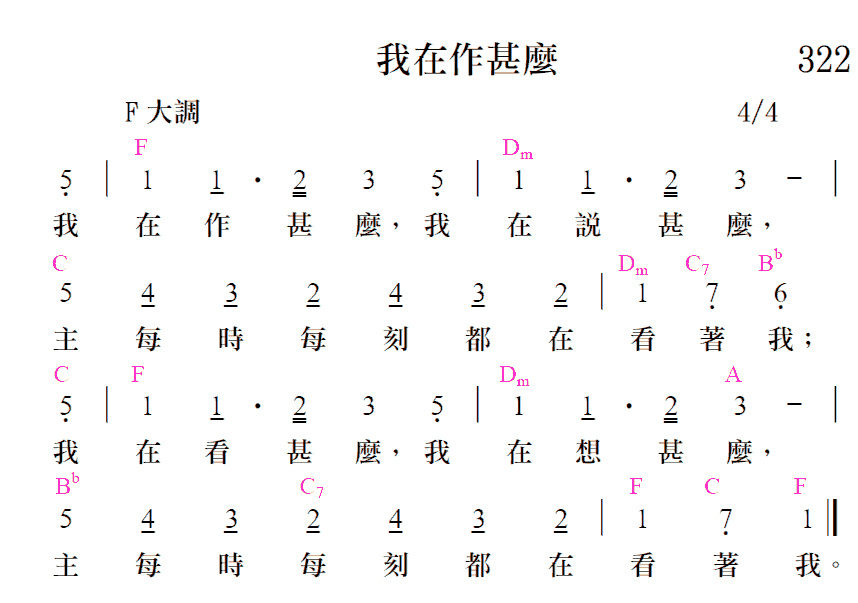 我在作甚麼 322
F 大調 4/4
F Dm
5 | 1 1 · 2 3 5 | 1 1 · 2 3 － |
我 在 作 甚 麼，我 在 説 甚 麼，
C Dm C7 Bb
5 4 3 2 4 3 2 | 1 7 6
主 每 時 每 刻 都 在 看 著 我；
C F Dm A
5 | 1 1 · 2 3 5 | 1 1 · 2 3 － |
我 在 看 甚 麼，我 在 想 甚 麼，
Bb C7 F C F
5 4 3 2 4 3 2 | 1 7 1 ‖
主 每 時 每 刻 都 在 看 著 我。